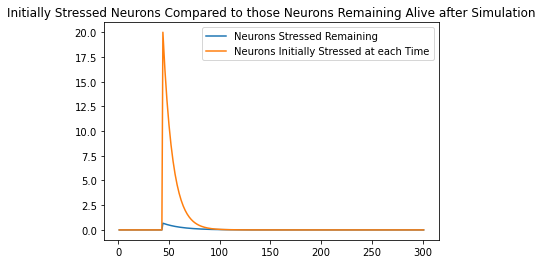 Initially Stressed Neurons Compared to those Neurons Remaining Alive after Simulation
Neurons Stressed Remaining
Neurons Initially Stressed at each Time
20.0
17.5
15.0
12.5
10.0
7.5
5.0
2.5
0.0
0 50 100 150 200 250 300